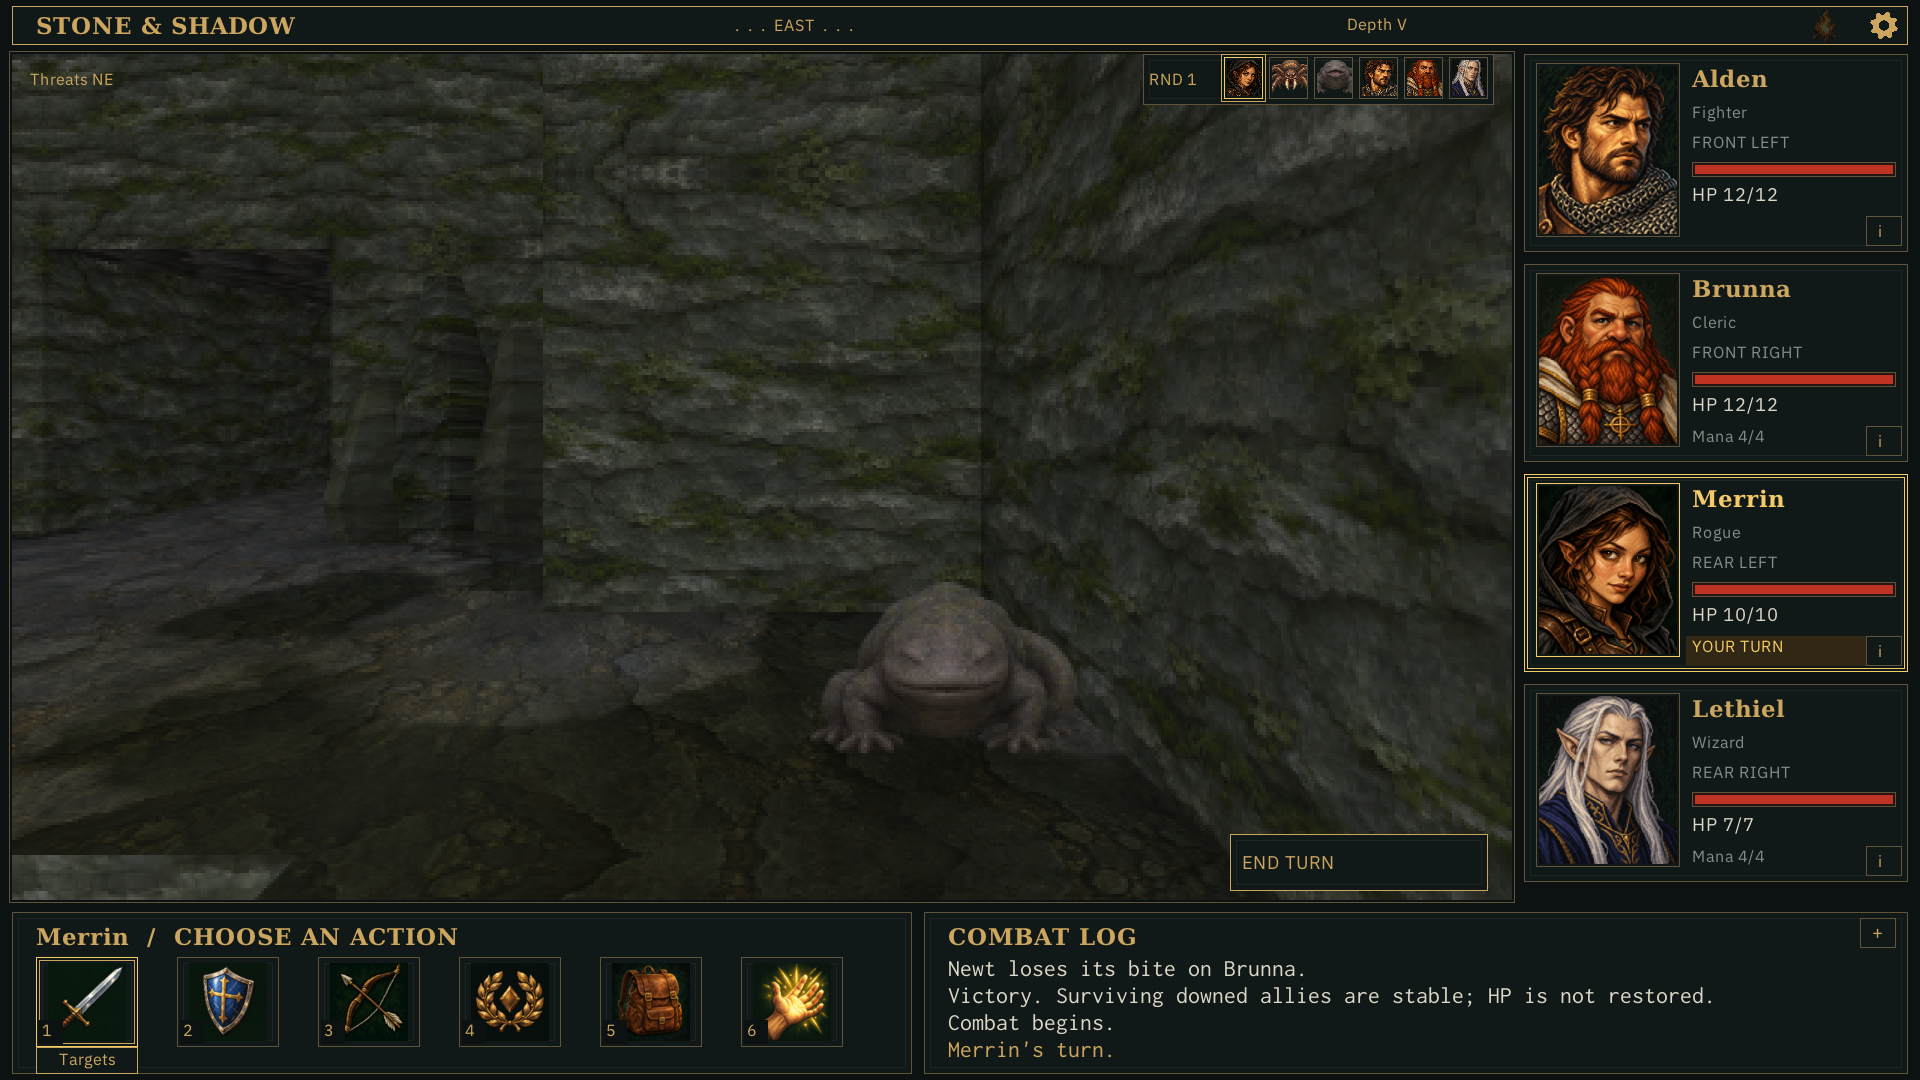 STONE & SHADOW
. . . EAST . . .
Depth V
Threats NE
RND 1
Alden
Fighter
FRONT LEFT
HP 12/12
i
Brunna
Cleric
FRONT RIGHT
HP 12/12
Mana 4/4
i
Merrin
Rogue
REAR LEFT
HP 10/10
YOUR TURN
i
Lethiel
Wizard
REAR RIGHT
HP 7/7
Mana 4/4
i
END TURN
Merrin / CHOOSE AN ACTION
1
2
3
4
5
6
Targets
COMBAT LOG
+
Newt loses its bite on Brunna.
Victory. Surviving downed allies are stable; HP is not restored.
Combat begins.
Merrin's turn.